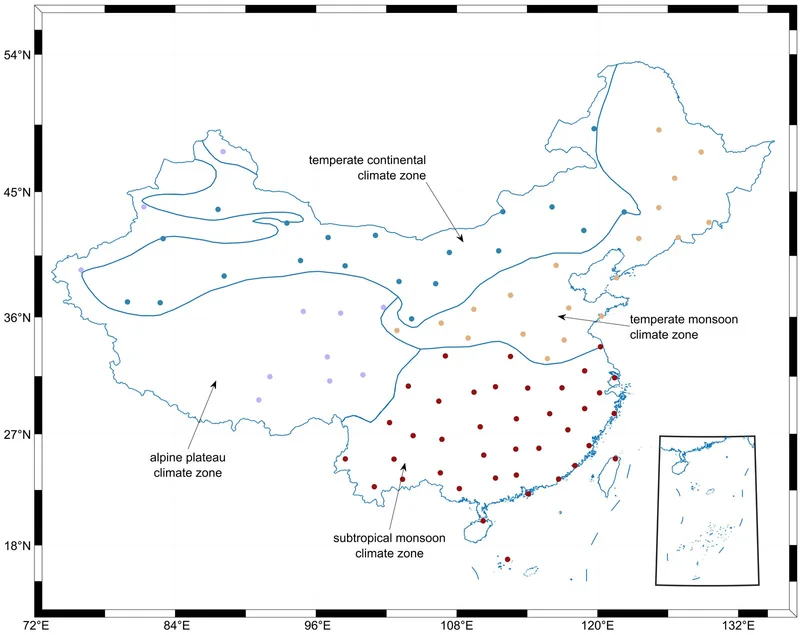 54°N
temperate continental
climate zone
45°N
36°N
temperate monsoon
climate zone
27°N
alpine plateau
climate zone
subtropical monsoon
climate zone
18°N
72°E
84°E
96°E
108°E
120°E
132°E